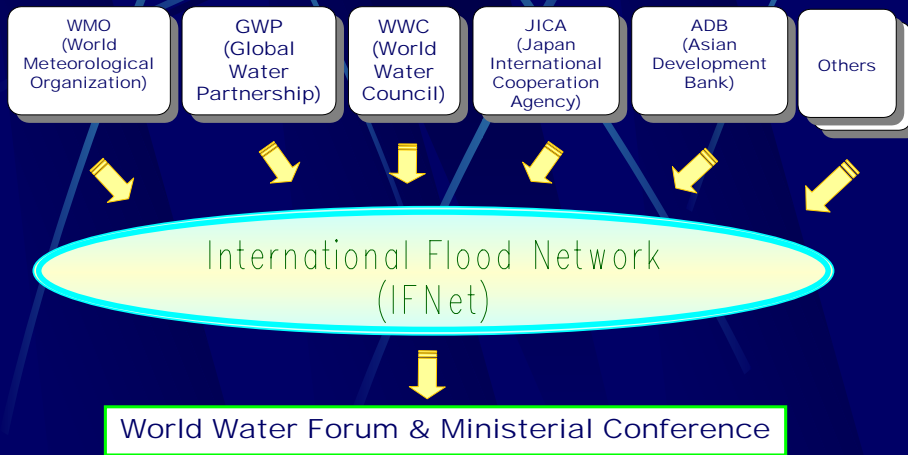 WMO
(World
Meteorological
Organization)
GWP
(Global
Water
Partnership)
WWC
(World
Water
Council)
JICA
(Japan
International
Cooperation
Agency)
ADB
(Asian
Development
Bank)
Others
International Flood Network
(IFNet)
World Water Forum & Ministerial Conference